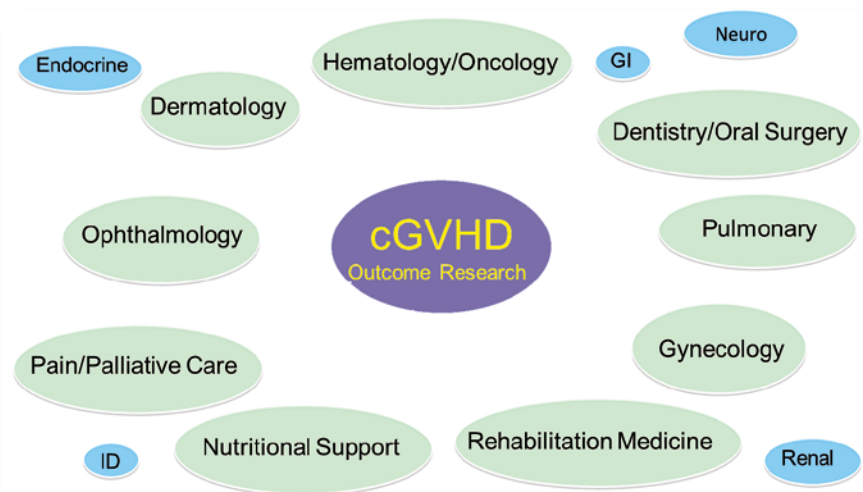 Neuro
Endocrine
Hematology/Oncology
GI
Dermatology
Dentistry/Oral Surgery
Ophthalmology
cGVHD
Outcome Research
Pulmonary
Gynecology
Pain/Palliative Care
Nutritional Support
Rehabilitation Medicine
ID
Renal